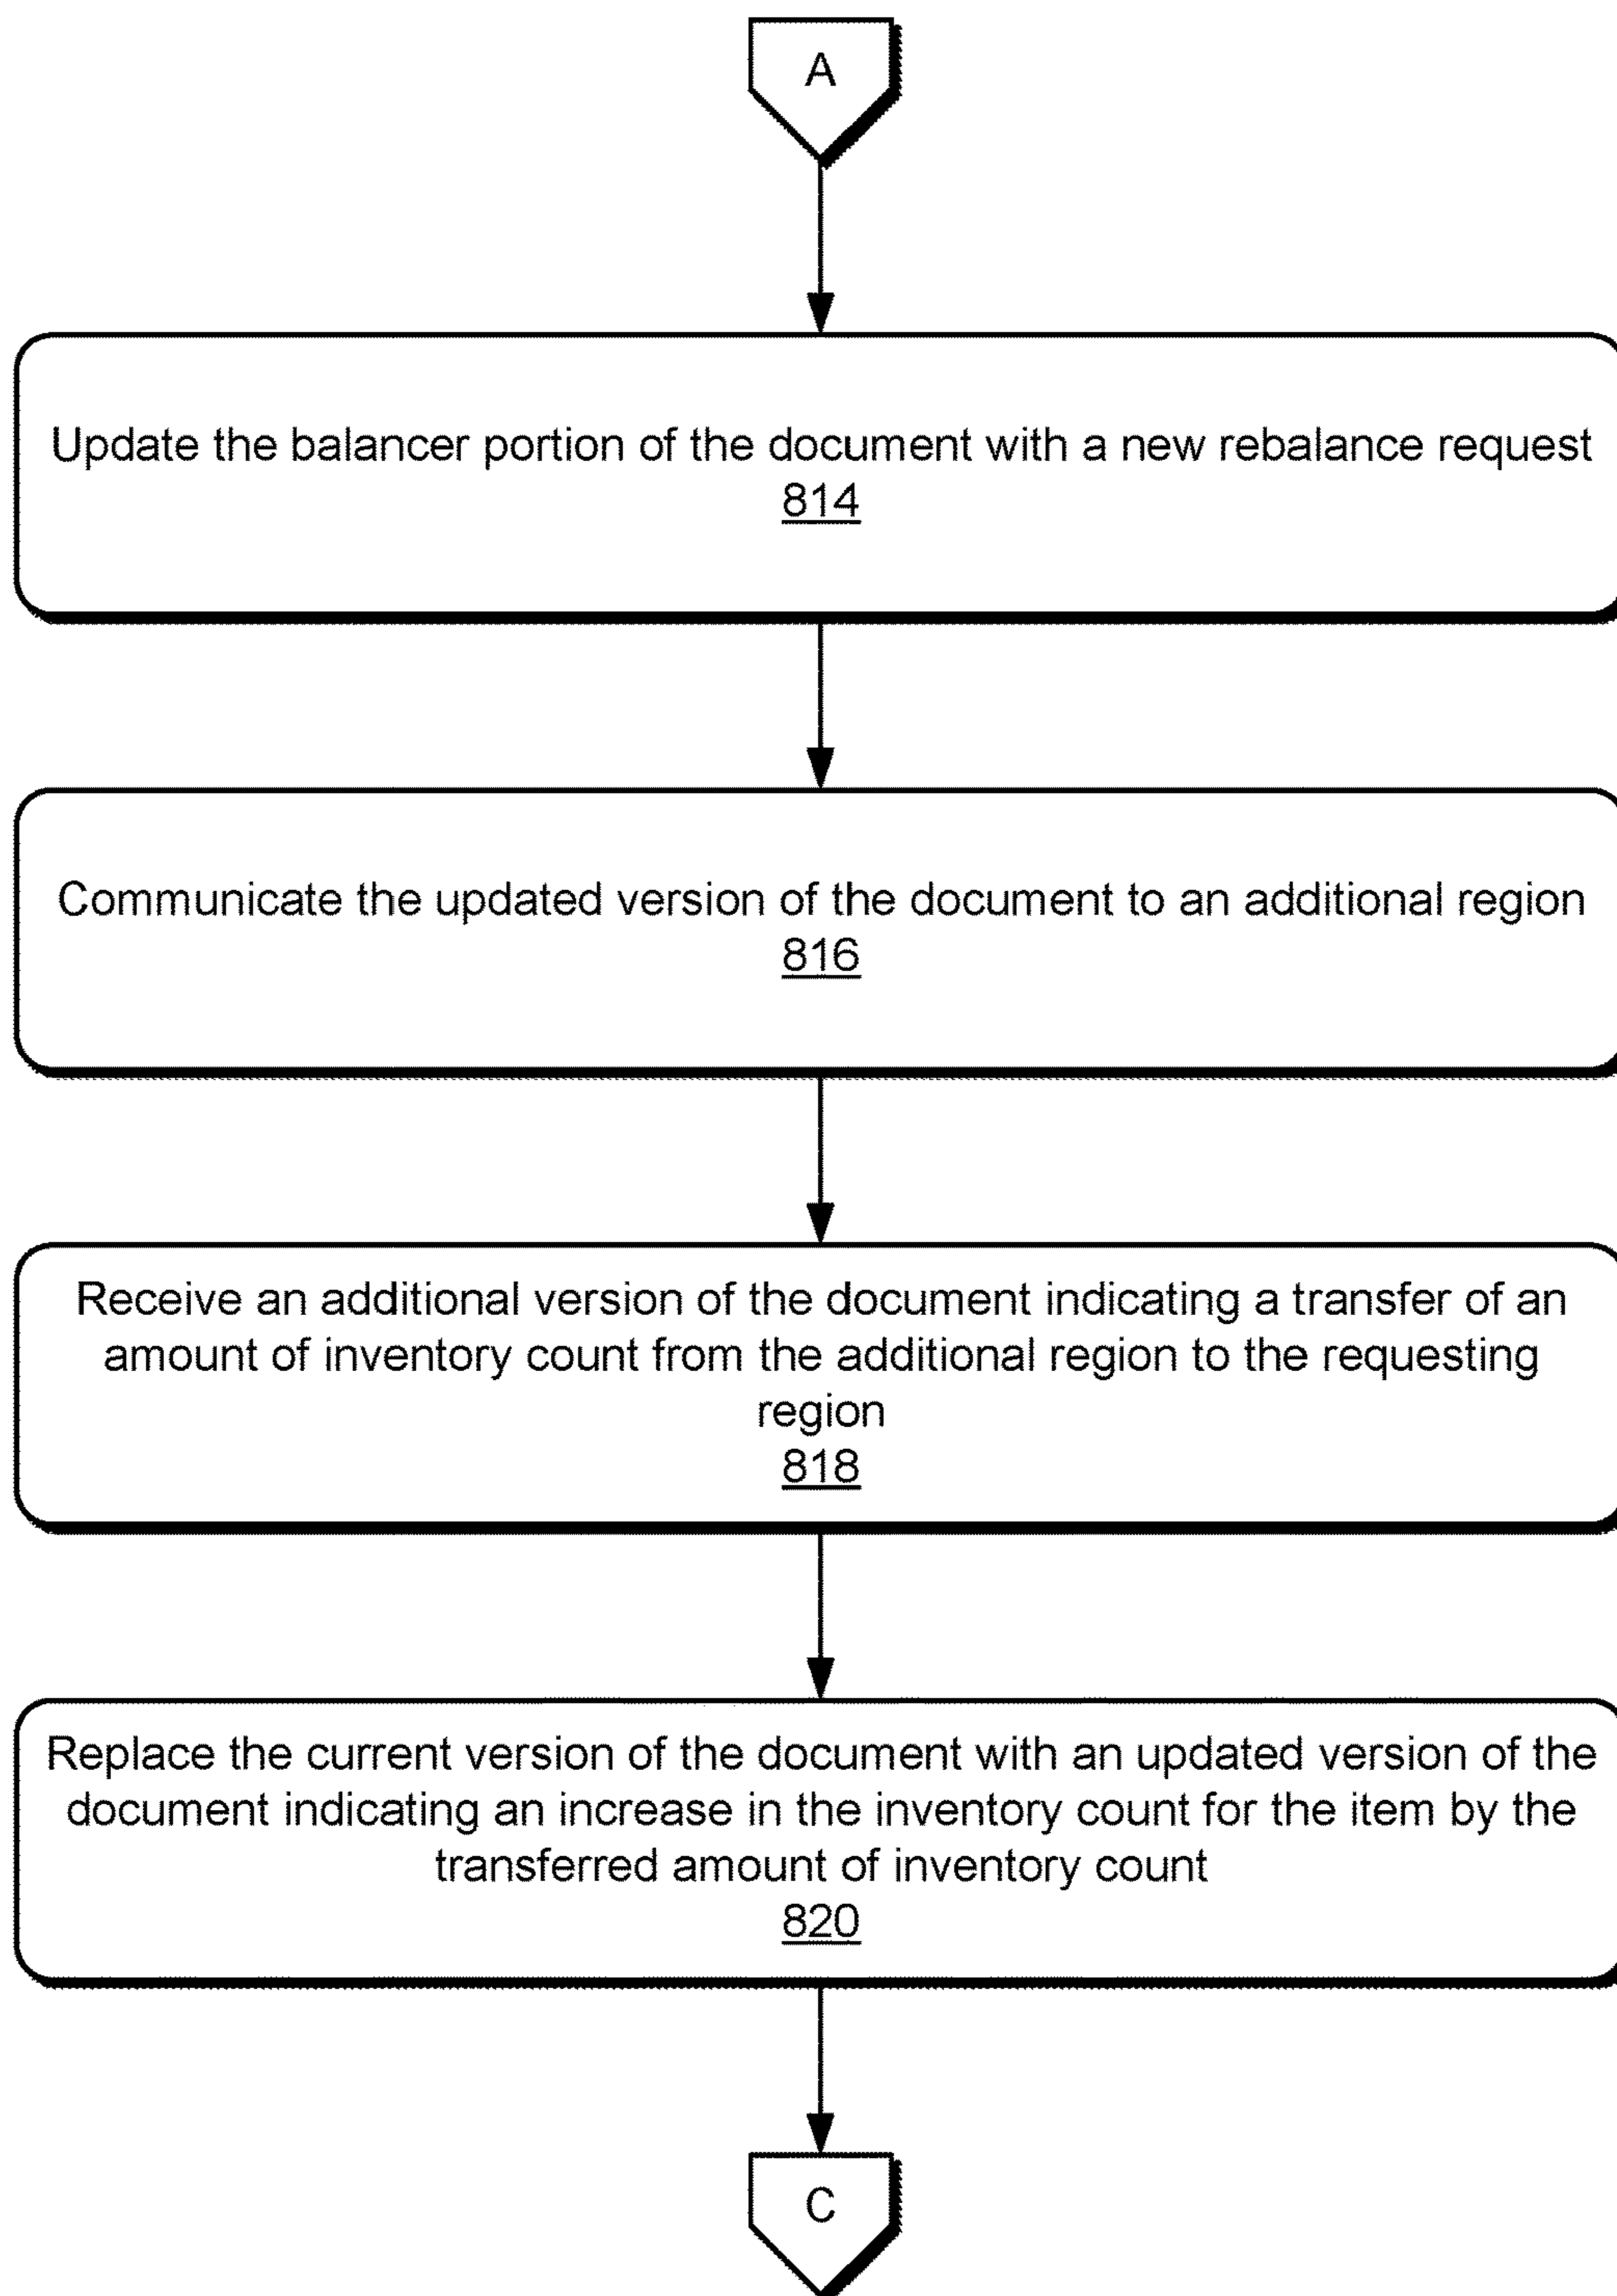 A
Update the balancer portion of the document with a new rebalance request
814
Communicate the updated version of the document to an additional region
816
Receive an additional version of the document indicating a transfer of an
amount of inventory count from the additional region to the requesting
region
818
Replace the current version of the document with an updated version of the
document indicating an increase in the inventory count for the item by the
transferred amount of inventory count
820
C